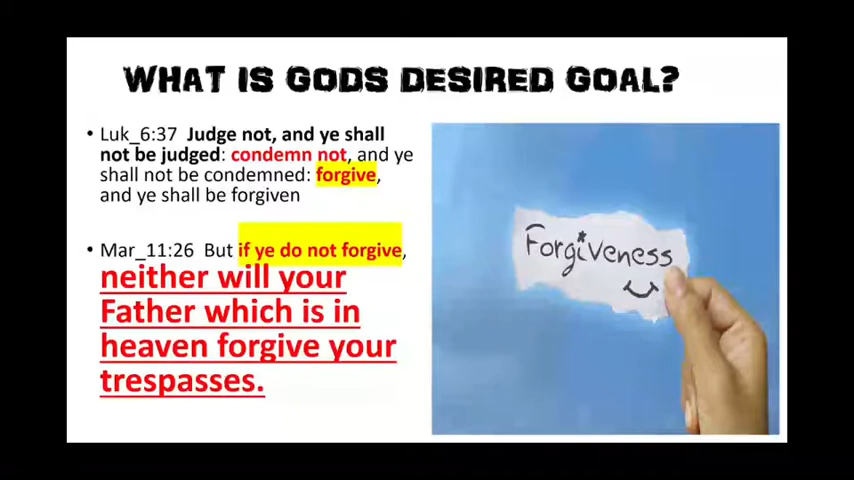 WHAT IS GODS DESIRED GOAL?
• Luk_6:37 Judge not, and ye shall
not be judged: condemn not, and ye
shall not be condemned: forgive,
and ye shall be forgiven
• Mar_11:26 But if ye do not forgive,
neither will your
Father which is in
heaven forgive your
trespasses.
Forgiveness